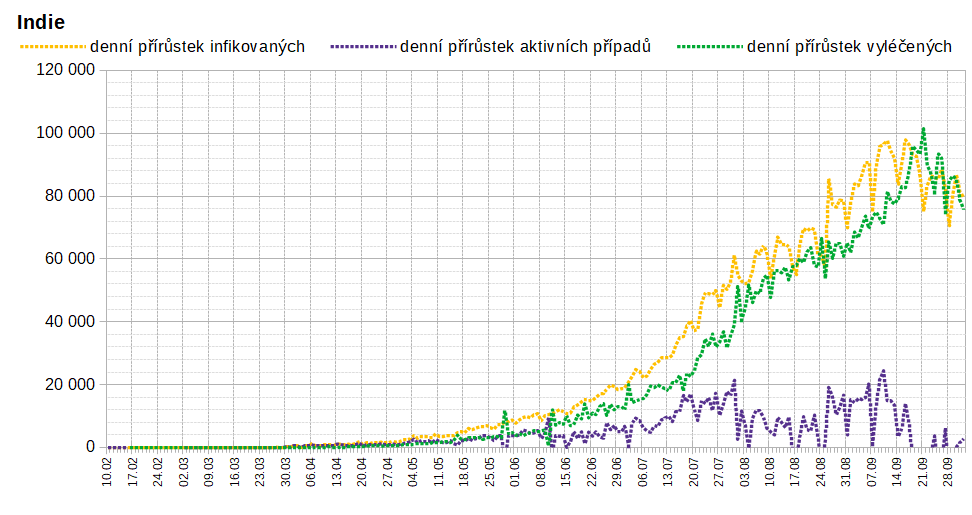 Indie
denní přírůstek infikovaných denní přírůstek aktivních případů denní přírůstek vyléčených
120 000
100 000
80 000
60 000
40 000
20 000
0
10.02 17.02 24.02 02.03 09.03 16.03 23.03 30.03 06.04 13.04 20.04 27.04 04.05 11.05 18.05 25.05 01.06 08.06 15.06 22.06 29.06 06.07 13.07 20.07 27.07 03.08 10.08 17.08 24.08 31.08 07.09 14.09 21.09 28.09